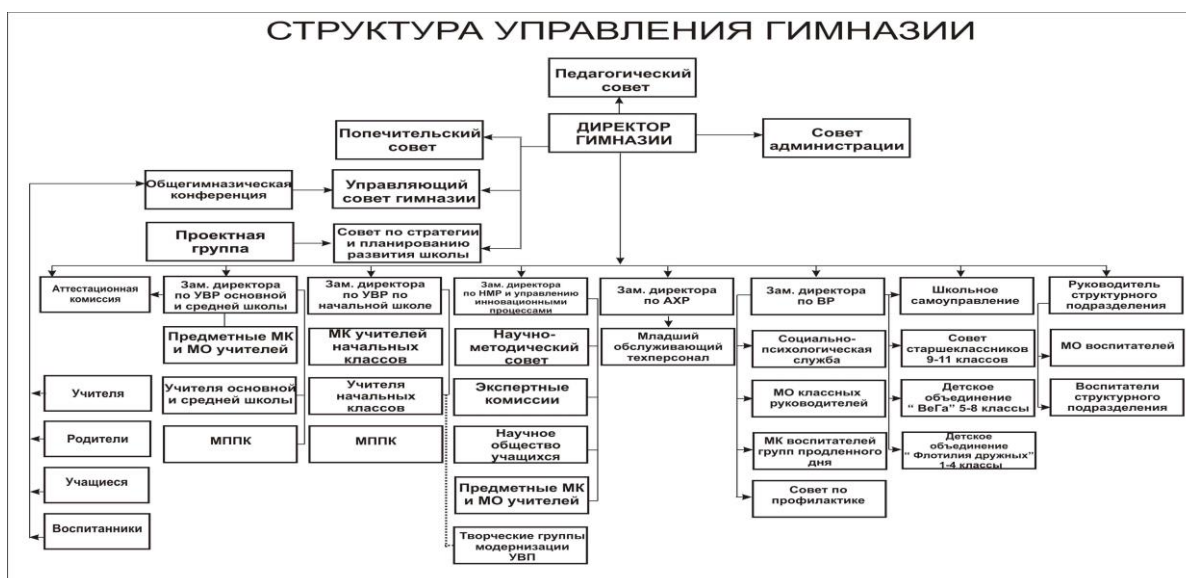 СТРУКТУРА УПРАВЛЕНИЯ ГИМНАЗИИ
Педагогический
совет
ДИРЕКТОР
ГИМНАЗИИ
Попечительский
совет
Совет
администрации
Общегимназическая
конференция
Управляющий
совет гимназии
Проектная
группа
Совет по стратегии
и планированию
развития школы
Аттестационная
комиссия
Зам. директора
по УВР основной
и средней школы
Зам. директора
по УВР по
начальной школе
Зам. директора
по НМР и управлению
инновационными
процессами
Зам. директора
по АХР
Зам. директора
по ВР
Школьное
самоуправление
Руководитель
структурного
подразделения
Предметные МК
и МО учителей
МК учителей
начальных
классов
Научно-
методический
совет
Младший
обслуживающий
техперсонал
Социально-
психологическая
служба
Совет
старшеклассников
9-11 классов
МО воспитателей
Учителя
Учителя основной
и средней школы
Учителя
начальных
классов
Экспертные
комиссии
МО классных
руководителей
Детское
объединение
“ ВеГа” 5-8 классы
Воспитатели
структурного
подразделения
Родители
МППК
МППК
Научное
общество
учащихся
МК воспитателей
групп продленного
дня
Детское
объединение
“ Флотилия дружных”
1-4 классы
Учащиеся
Предметные МК
и МО учителей
Совет по
профилактике
Воспитанники
Творческие группы
модернизации
УВП